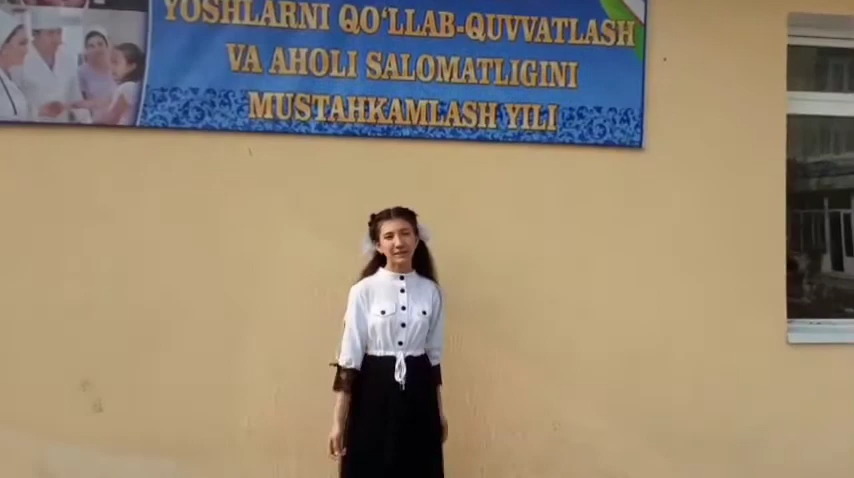 YOSHLARNI QO'LLAB-QUVVATLASH
VA AHOLI SALOMATLIGINI
MUSTAHKAMLASH YILI